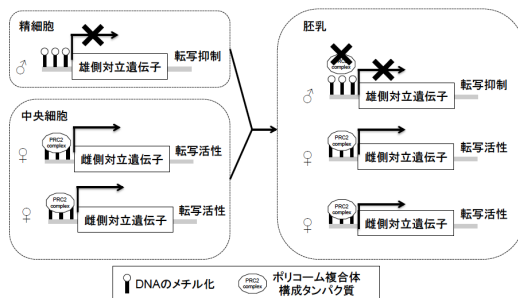 精細胞
♂
雄側対立遺伝子
転写抑制
中央細胞
♀
PRC2
complex
雌側対立遺伝子
転写活性
♀
PRC2
complex
雌側対立遺伝子
転写活性
胚乳
♂
PRC2
complex
雄側対立遺伝子
転写抑制
♀
PRC2
complex
雌側対立遺伝子
転写活性
♀
PRC2
complex
雌側対立遺伝子
転写活性
DNAのメチル化
PRC2
complex
ポリコーム複合体
構成タンパク質